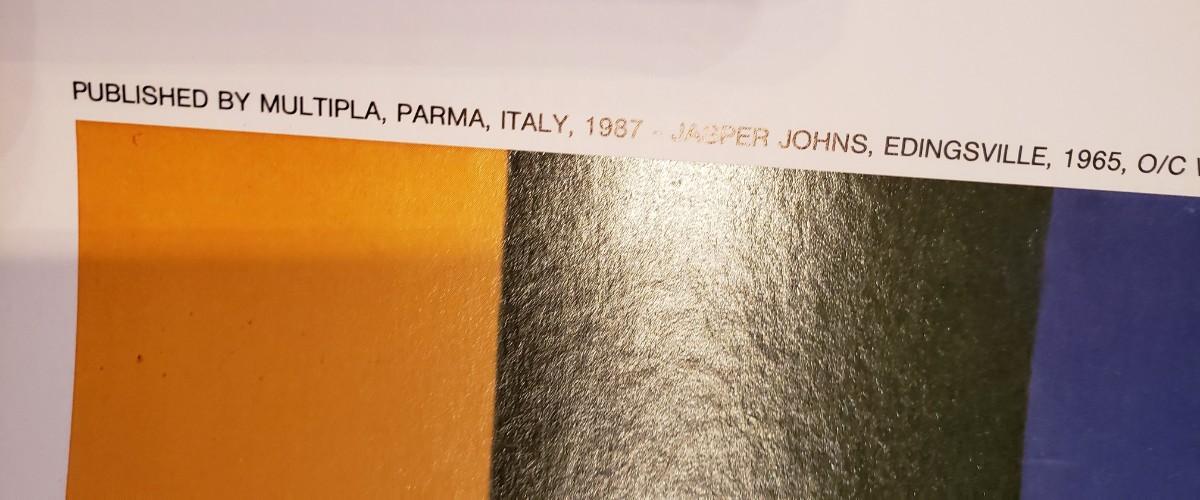 PUBLISHED BY MULTIPLA, PARMA, ITALY, 1987 - JASPER JOHNS, EDINGSVILLE, 1965, O/C